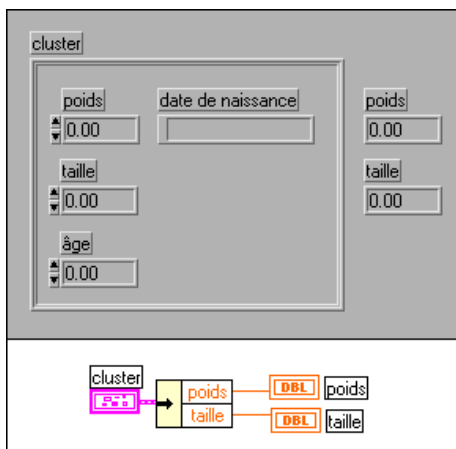 cluster
poids date de naissance poids
0.00 0.00
taille taille
0.00 0.00
âge
0.00
cluster
poids DBL poids
taille DBL taille